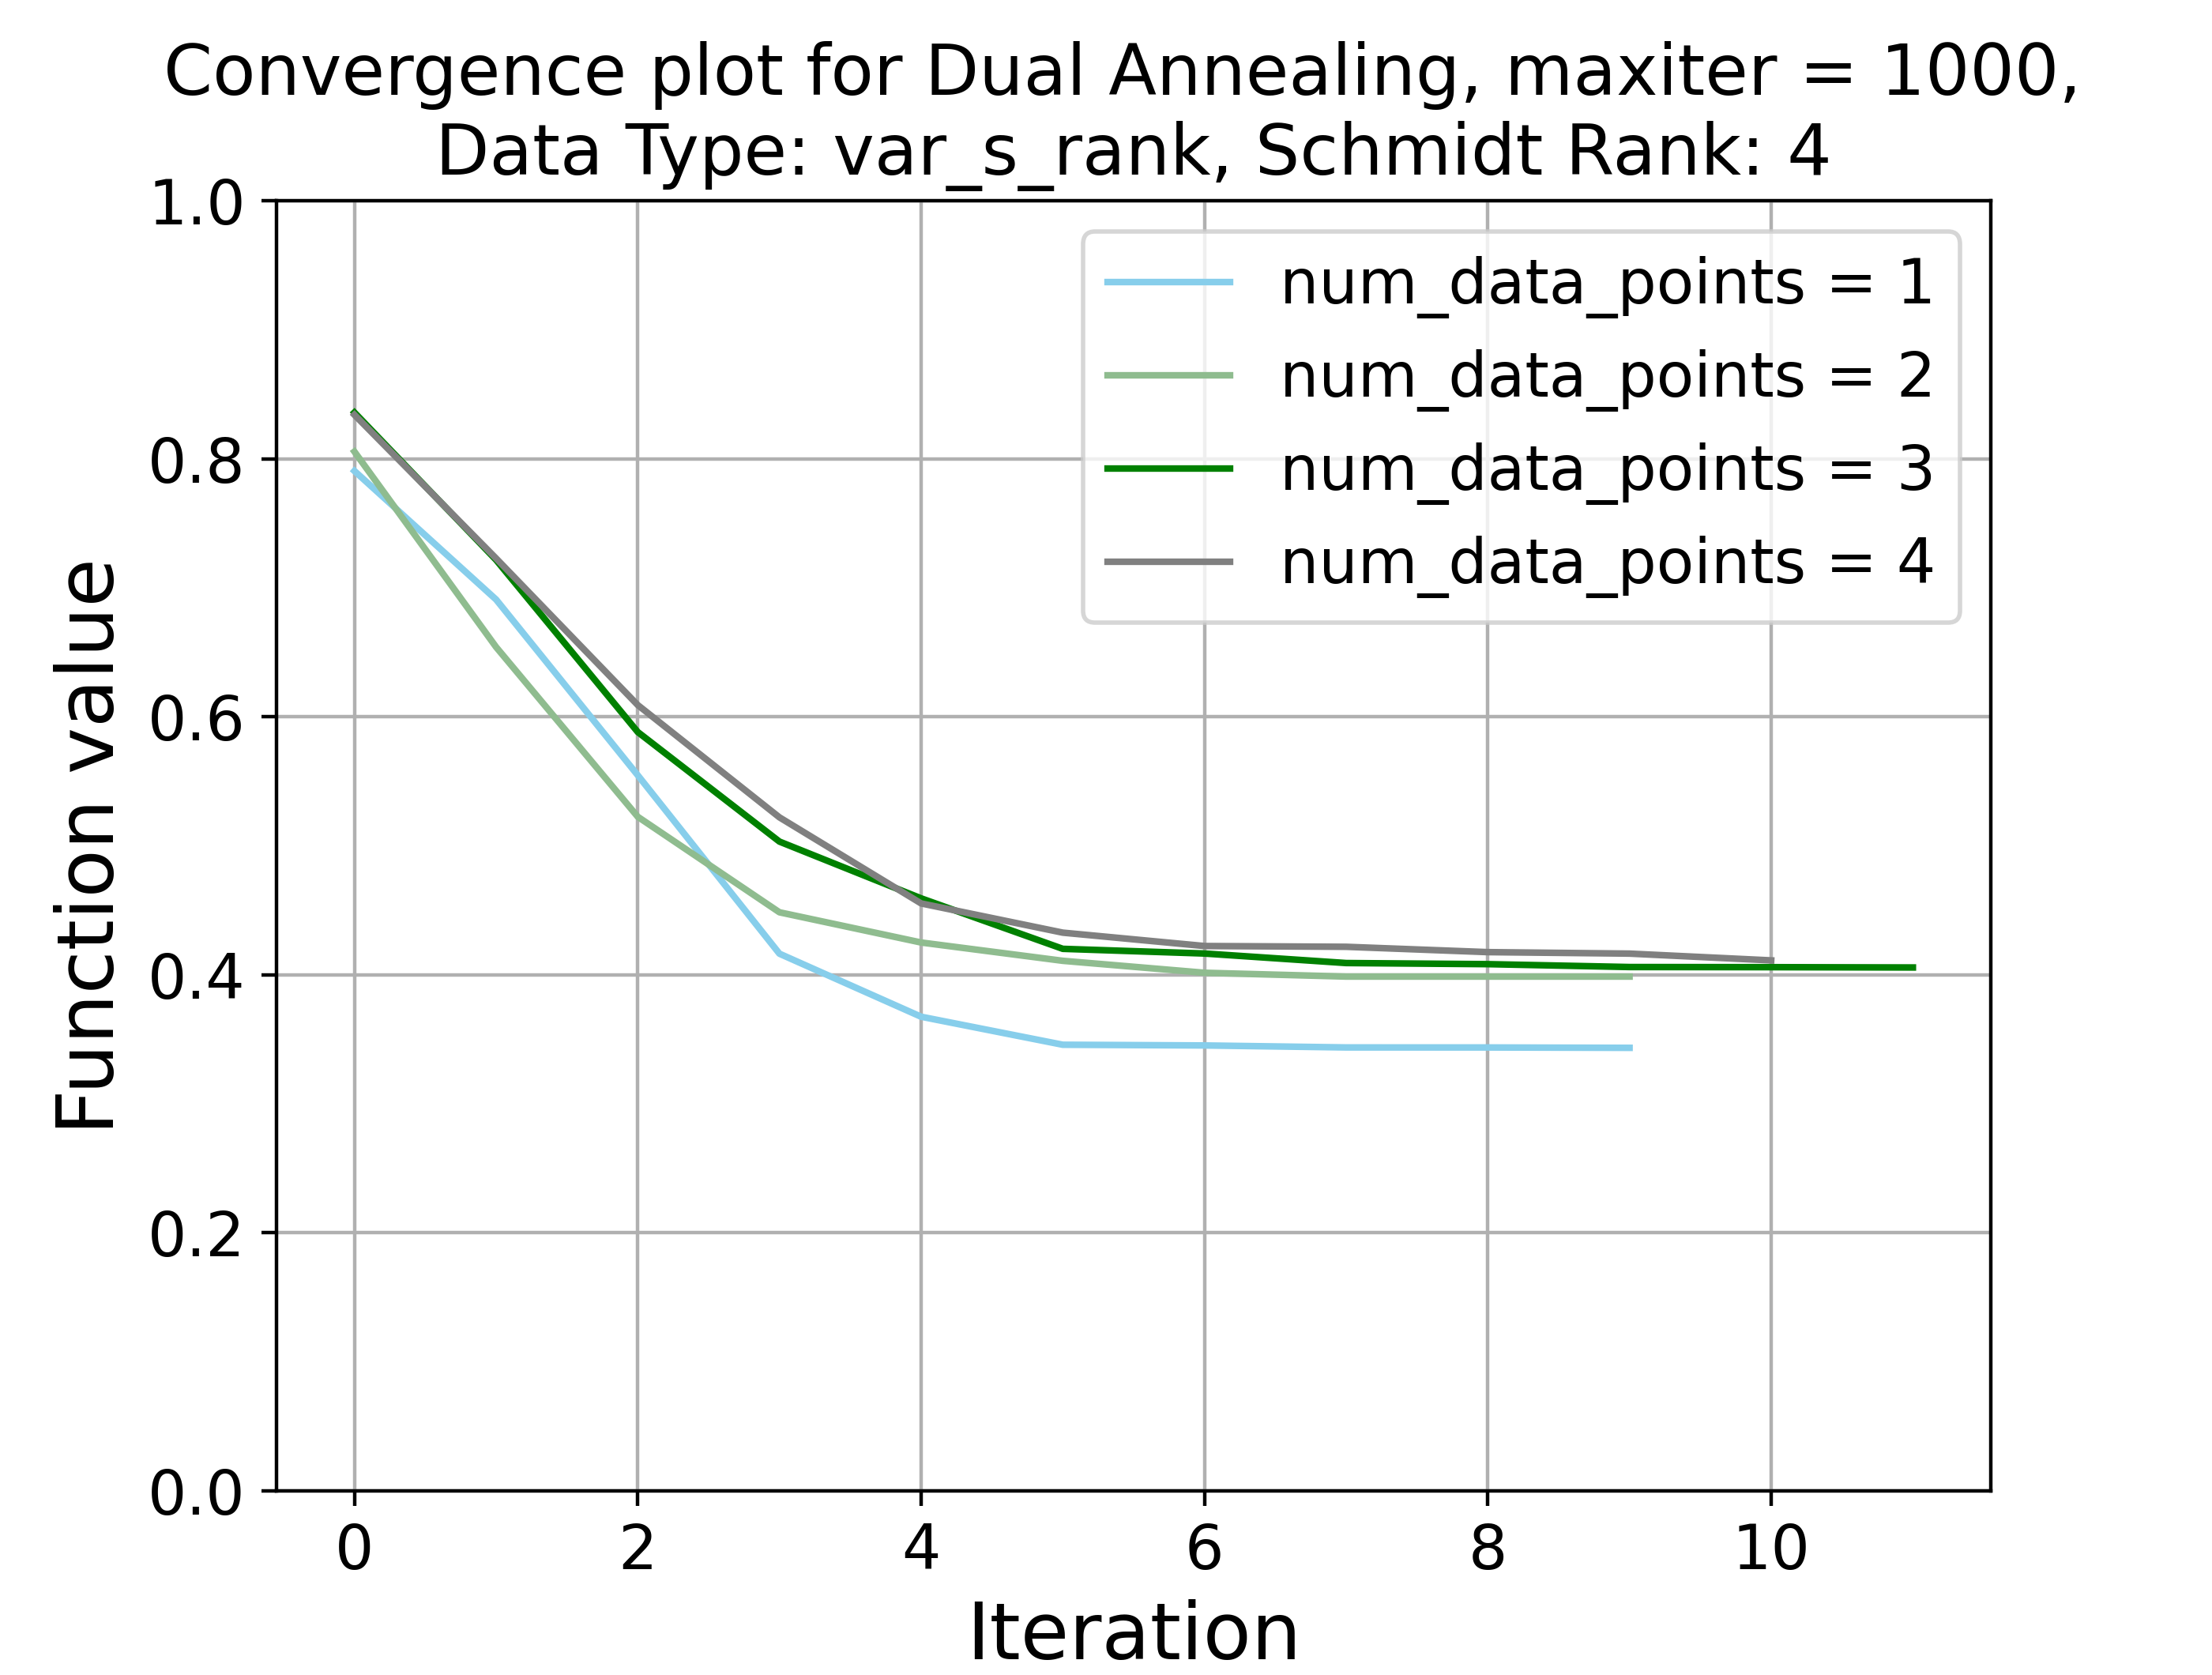 Convergence plot for Dual Annealing, maxiter = 1000,
Data Type: var_s_rank, Schmidt Rank: 4
1.0
0.8
0.6
0.4
0.2
0.0
Function value
num_data_points = 1
num_data_points = 2
num_data_points = 3
num_data_points = 4
0 2 4 6 8 10
Iteration